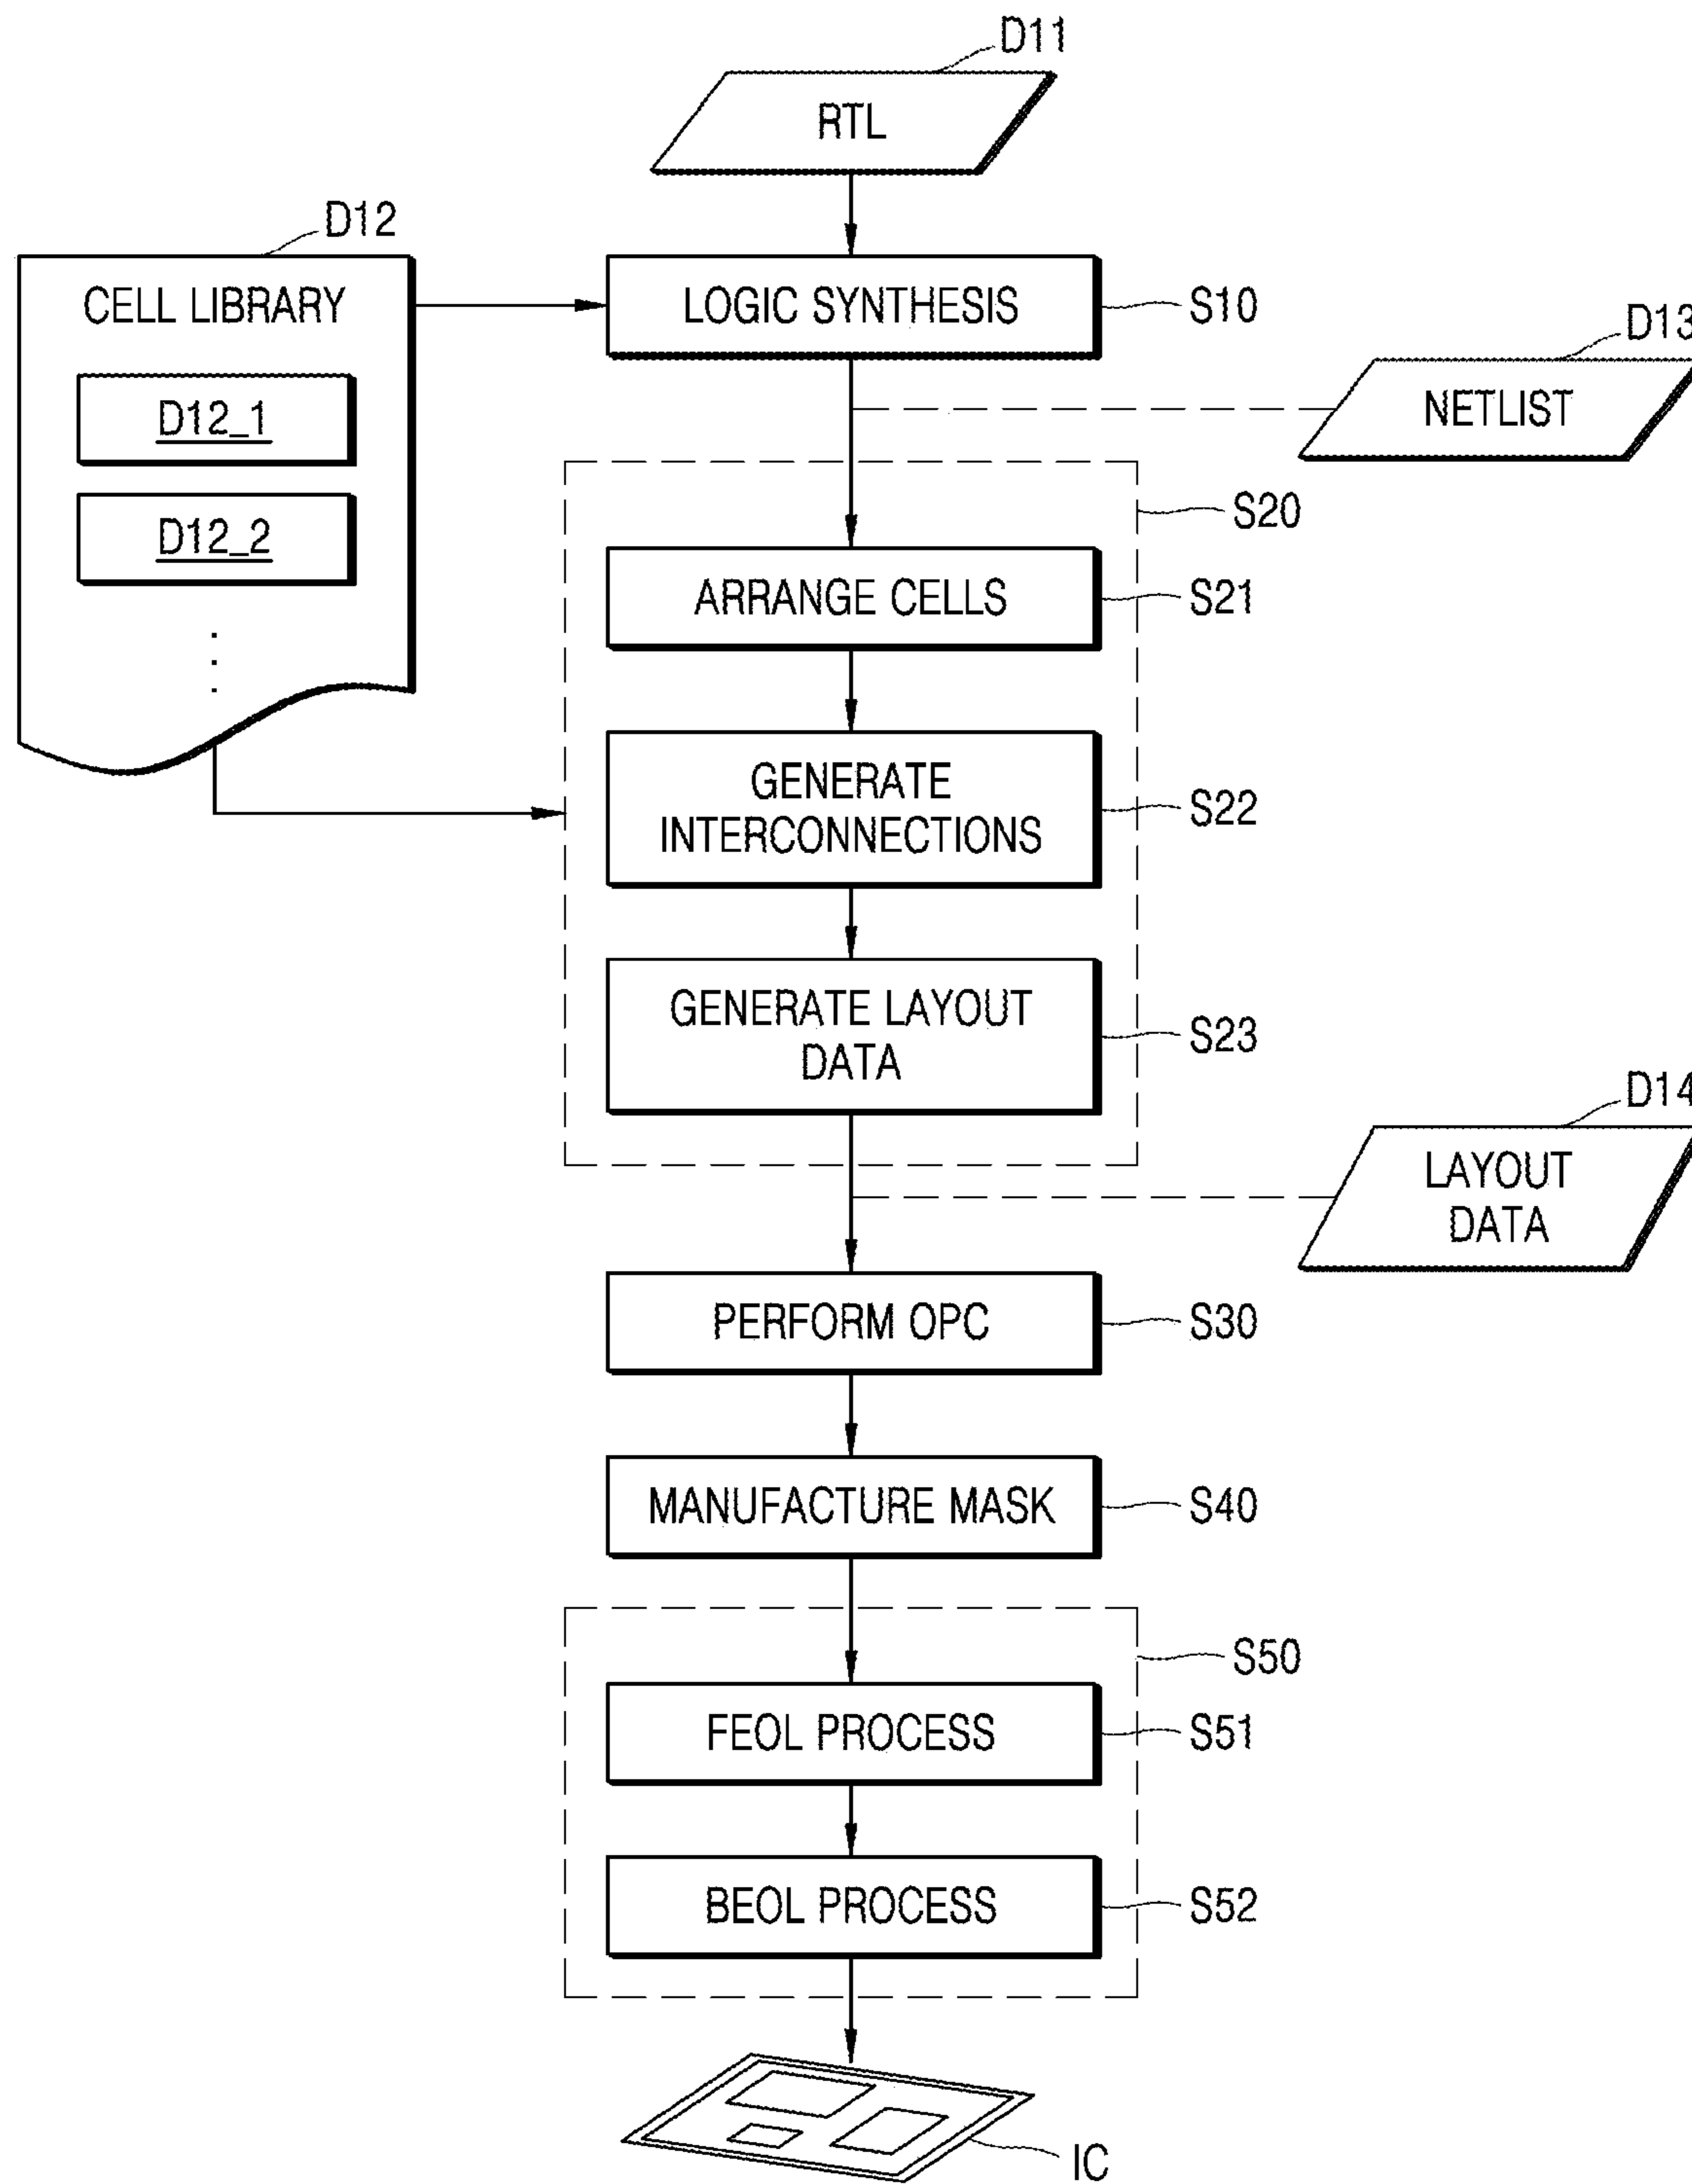 D11
RTL
D12
CELL LIBRARY
D12_1
D12_2
LOGIC SYNTHESIS
S10
D13
NETLIST
S20
ARRANGE CELLS
S21
GENERATE
INTERCONNECTIONS
S22
GENERATE LAYOUT
DATA
S23
D14
LAYOUT
DATA
PERFORM OPC
S30
MANUFACTURE MASK
S40
S50
FEOL PROCESS
S51
BEOL PROCESS
S52
IC